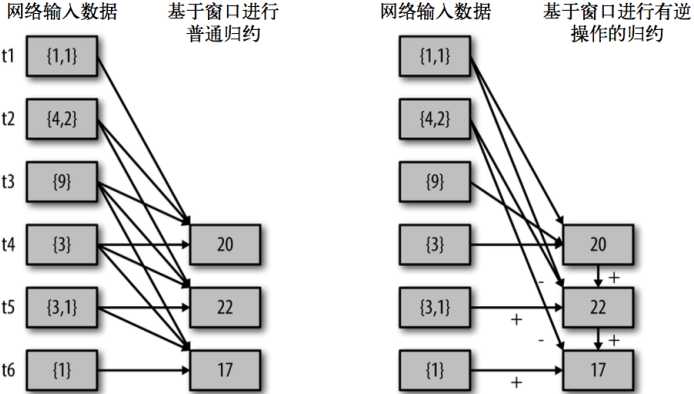 网络输入数据
基于窗口进行
普通归约
t1
{1,1}
t2
{4,2}
t3
{9}
t4
{3}
20
t5
{3,1}
22
t6
{1}
17
网络输入数据
基于窗口进行有逆
操作的归约
{1,1}
{4,2}
{9}
{3}
20
-
+
{3,1}
+
22
-
+
{1}
+
17